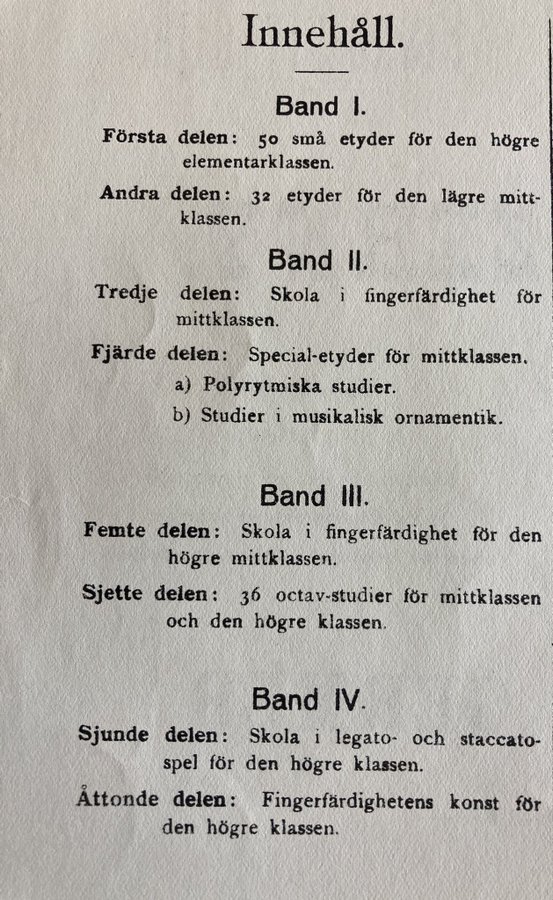 Innehåll.
Band I.
Första delen: 50 små etyder för den högre
elementarklassen.
Andra delen: 32 etyder för den lägre mitt-
klassen.
Band II.
Tredje delen: Skola i fingerfärdighet för
mittklassen.
Fjärde delen: Special-etyder för mittklassen.
a) Polyrytmiska studier.
b) Studier i musikalisk ornamentik.
Band III.
Femte delen: Skola i fingerfärdighet för den
högre mittklassen.
Sjette delen: 36 octav-studier för mittklassen
och den högre klassen.
Band IV.
Sjunde delen: Skola i legato- och staccato-
spel för den högre klassen.
Åttonde delen: Fingerfärdighetens konst för
den högre klassen.